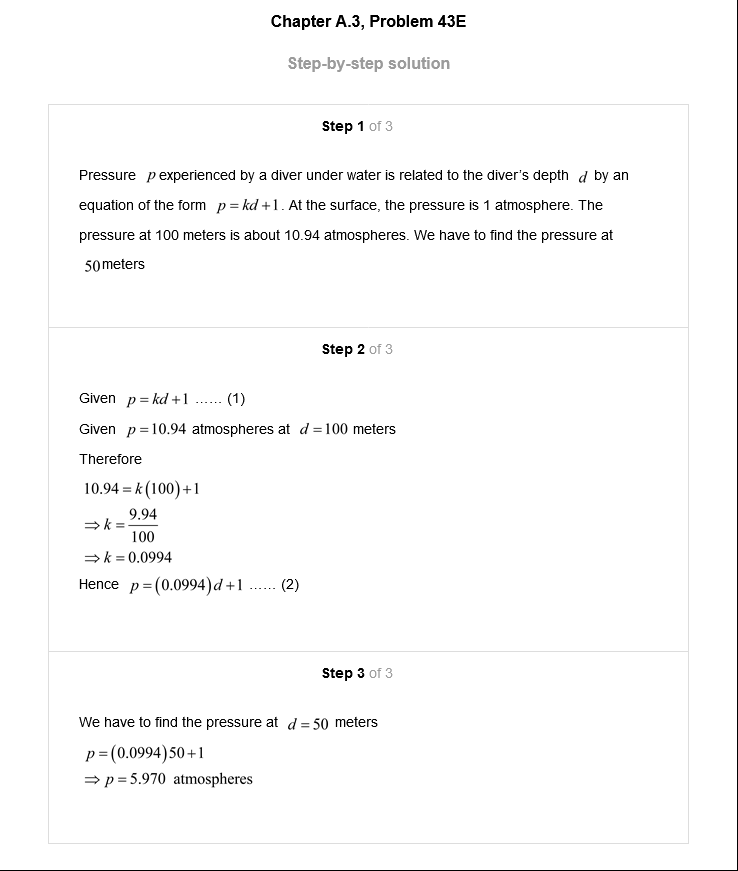 Chapter A.3, Problem 43E
Step-by-step solution
Step 1 of 3
Pressure p experienced by a diver under water is related to the diver's depth d by an
equation of the form p = kd + 1. At the surface, the pressure is 1 atmosphere. The
pressure at 100 meters is about 10.94 atmospheres. We have to find the pressure at
50 meters
Step 2 of 3
Given p = kd + 1 ...... (1)
Given p = 10.94 atmospheres at d = 100 meters
Therefore
10.94 = k(100) + 1
⇒ k = 9.94/100
⇒ k = 0.0994
Hence p = (0.0994)d + 1 ...... (2)
Step 3 of 3
We have to find the pressure at d = 50 meters
p = (0.0994)50 + 1
⇒ p = 5.970 atmospheres